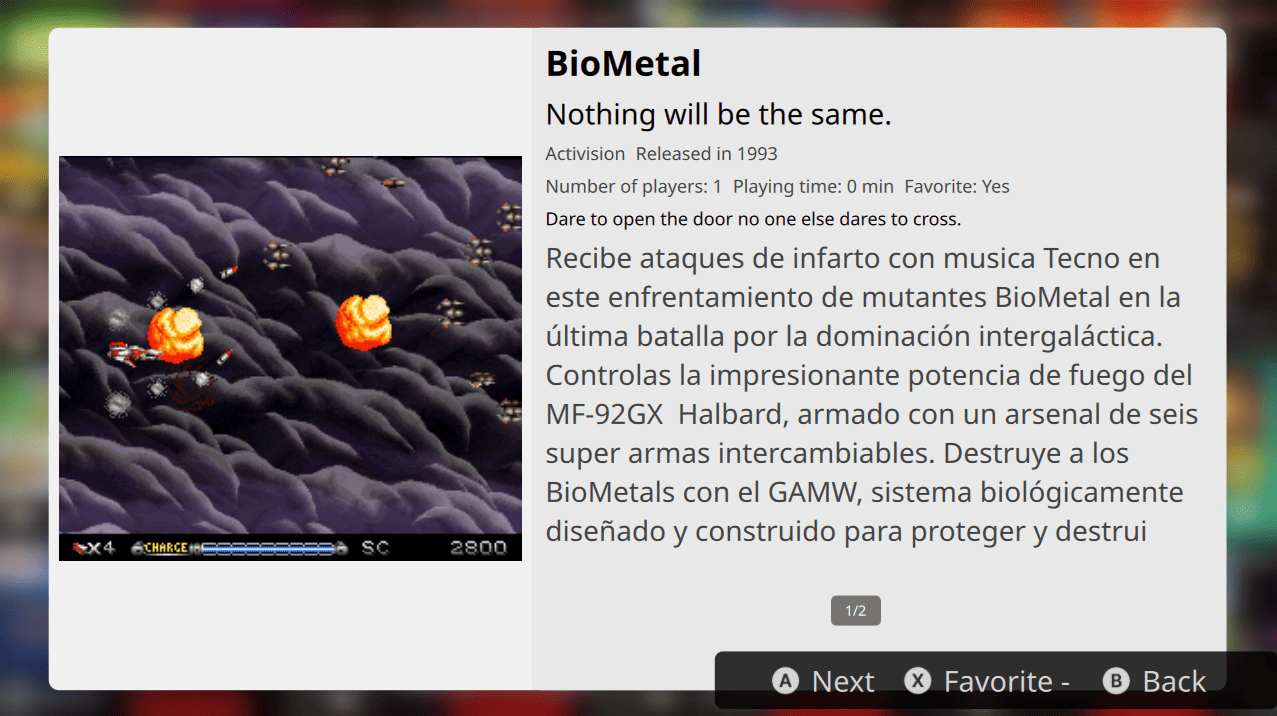 BioMetal
Nothing will be the same.
Activision  Released in 1993
Number of players: 1  Playing time: 0 min  Favorite: Yes
Dare to open the door no one else dares to cross.
Recibe ataques de infarto con musica Tecno en
este enfrentamiento de mutantes BioMetal en la
última batalla por la dominación intergaláctica.
Controlas la impresionante potencia de fuego del
MF-92GX  Halbard, armado con un arsenal de seis
super armas intercambiables. Destruye a los
BioMetals con el GAMW, sistema biológicamente
diseñado y construido para proteger y destrui
X4 CHARGE SC 2800
1/2
A Next X Favorite - B Back